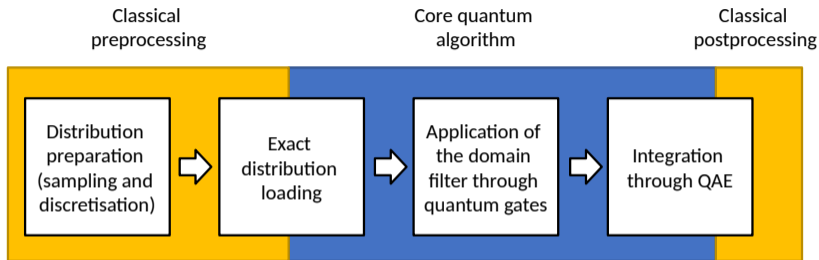 Classical
preprocessing
Core quantum
algorithm
Classical
postprocessing
Distribution
preparation
(sampling and
discretisation)
Exact
distribution
loading
Application of
the domain
filter through
quantum gates
Integration
through QAE